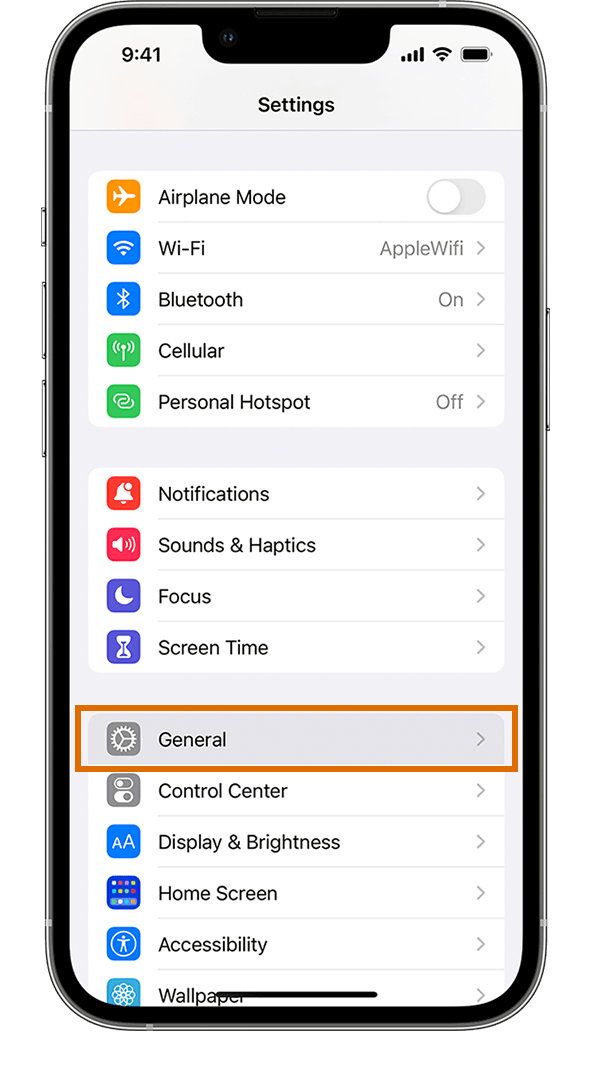 9:41
Settings
Airplane Mode
Wi-Fi AppleWifi
Bluetooth On
Cellular
Personal Hotspot Off
Notifications
Sounds & Haptics
Focus
Screen Time
General
Control Center
AA Display & Brightness
Home Screen
Accessibility
Wallpaper